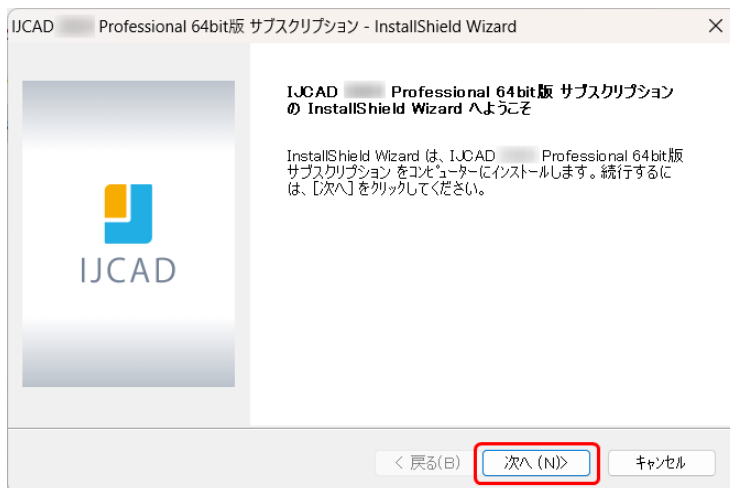 IJCAD Professional 64bit版 サブスクリプション - InstallShield Wizard
IJCAD Professional 64bit版 サブスクリプション
の InstallShield Wizard へようこそ
InstallShield Wizard は、IJCAD Professional 64bit版
サブスクリプション をコンピューターにインストールします。続行するに
は、[次へ] をクリックしてください。
IJCAD
< 戻る(B)
次へ (N)>
キャンセル